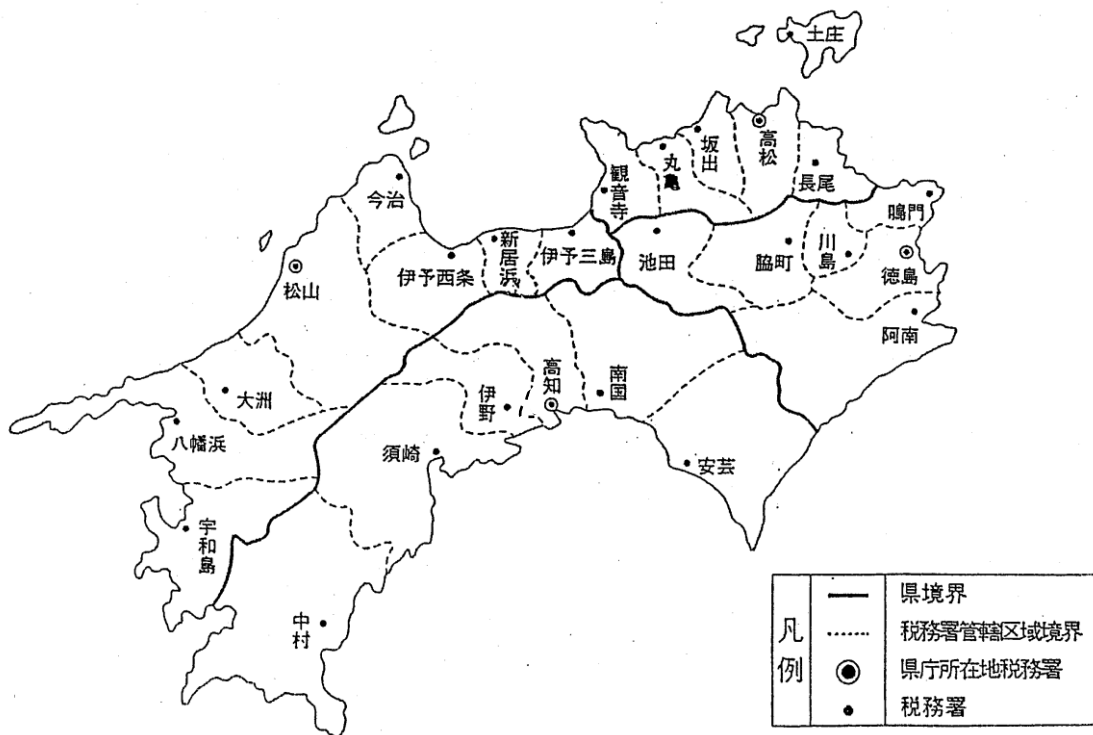 土庄
高松
坂出
丸亀
観音寺
長尾
鳴門
今治
新居浜
伊予三島
池田
脇町
川島
徳島
伊予西条
松山
阿南
高知
南国
伊野
大洲
八幡浜
須崎
安芸
宇和島
中村
凡例
県境界
税務署管轄区域境界
県庁所在地税務署
税務署